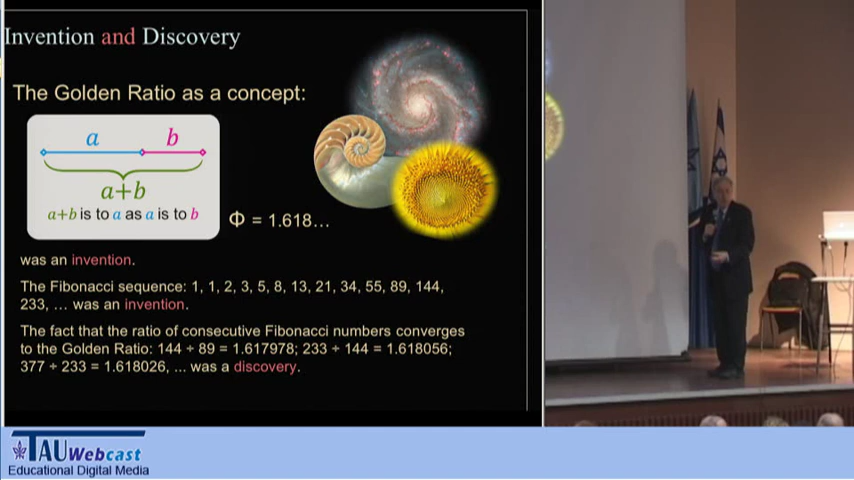 Invention and Discovery
The Golden Ratio as a concept:
a b
a+b
a+b is to a as a is to b
Φ = 1.618...
was an invention.
The Fibonacci sequence: 1, 1, 2, 3, 5, 8, 13, 21, 34, 55, 89, 144,
233, ... was an invention.
The fact that the ratio of consecutive Fibonacci numbers converges
to the Golden Ratio: 144 ÷ 89 = 1.617978; 233 ÷ 144 = 1.618056;
377 ÷ 233 = 1.618026, ... was a discovery.
TAU Webcast
Educational Digital Media